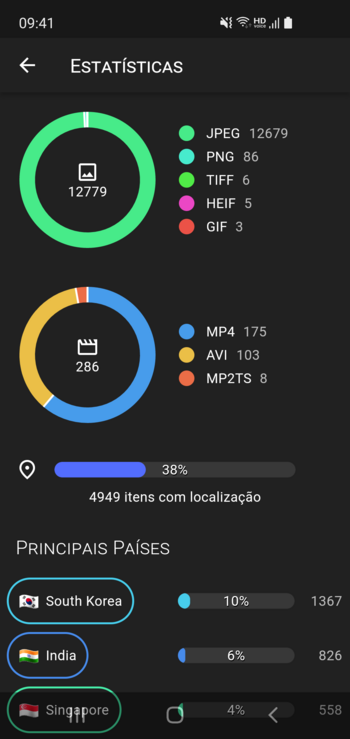 09:41
HD
VOICE
ESTATÍSTICAS
12779
JPEG 12679
PNG 86
TIFF 6
HEIF 5
GIF 3
286
MP4 175
AVI 103
MP2TS 8
38%
4949 itens com localização
PRINCIPAIS PAÍSES
South Korea 10% 1367
India 6% 826
Singapore 4% 558